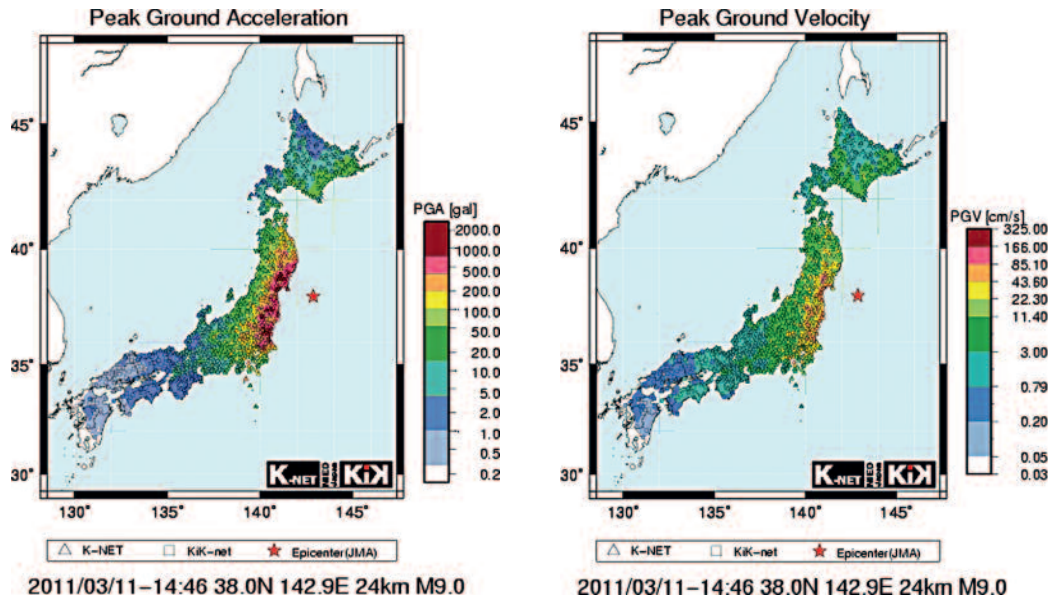 Peak Ground Acceleration
45°
40°
35°
30°
130°
135°
140°
145°
PGA [gal]
2000.0
1000.0
500.0
200.0
100.0
50.0
20.0
10.0
5.0
2.0
1.0
0.5
0.2
K-NET
KiK
K-NET
KiK-net
Epicenter(JMA)
2011/03/11-14:46 38.0N 142.9E 24km M9.0
Peak Ground Velocity
45°
40°
35°
30°
130°
135°
140°
145°
PGV [cm/s]
325.00
166.00
85.10
43.60
22.30
11.40
3.00
0.79
0.20
0.05
0.03
K-NET
KiK
K-NET
KiK-net
Epicenter(JMA)
2011/03/11-14:46 38.0N 142.9E 24km M9.0